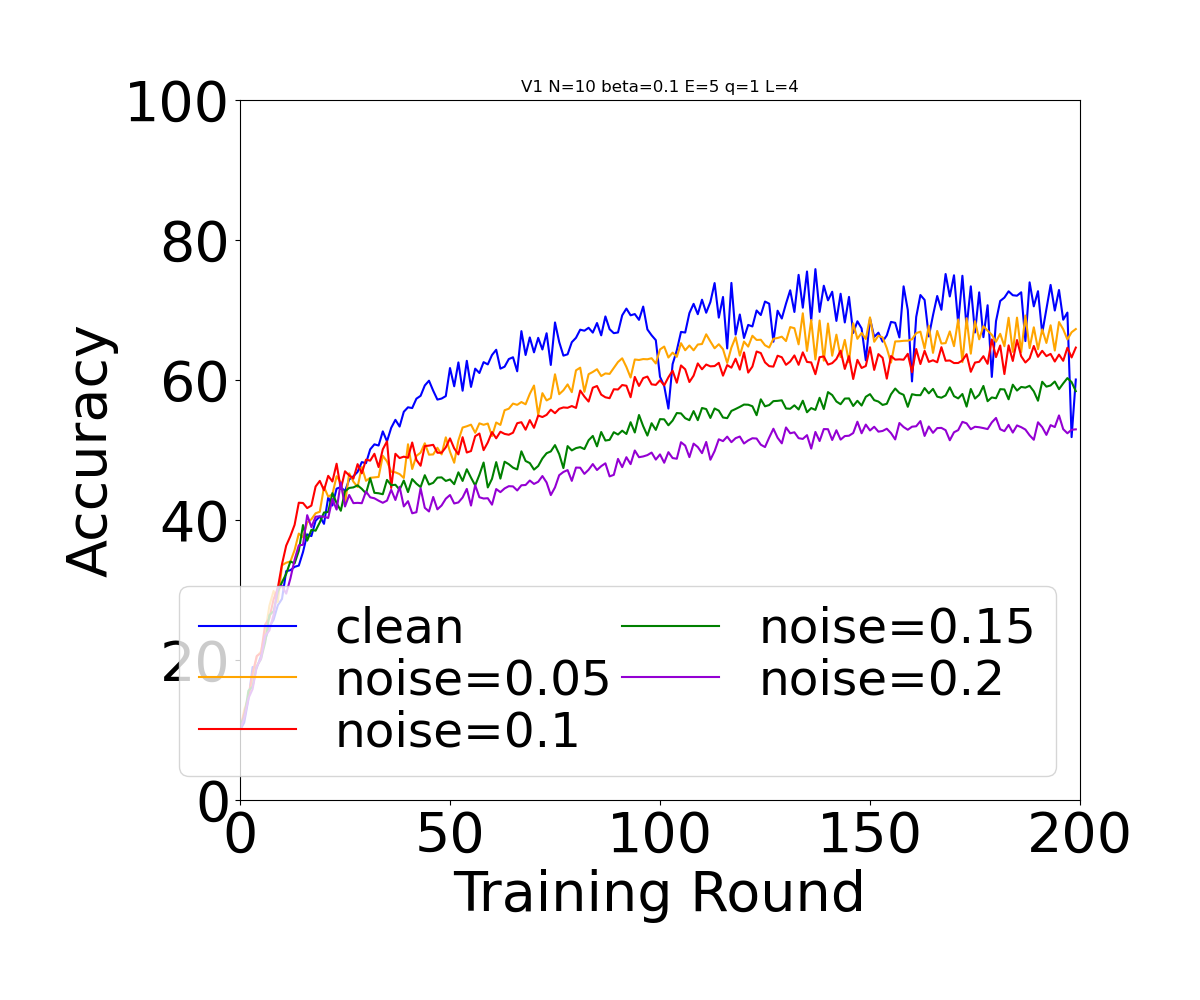 V1 N=10 beta=0.1 E=5 q=1 L=4
100
80
60
40
20
0
Accuracy
clean
noise=0.05
noise=0.1
noise=0.15
noise=0.2
0 50 100 150 200
Training Round